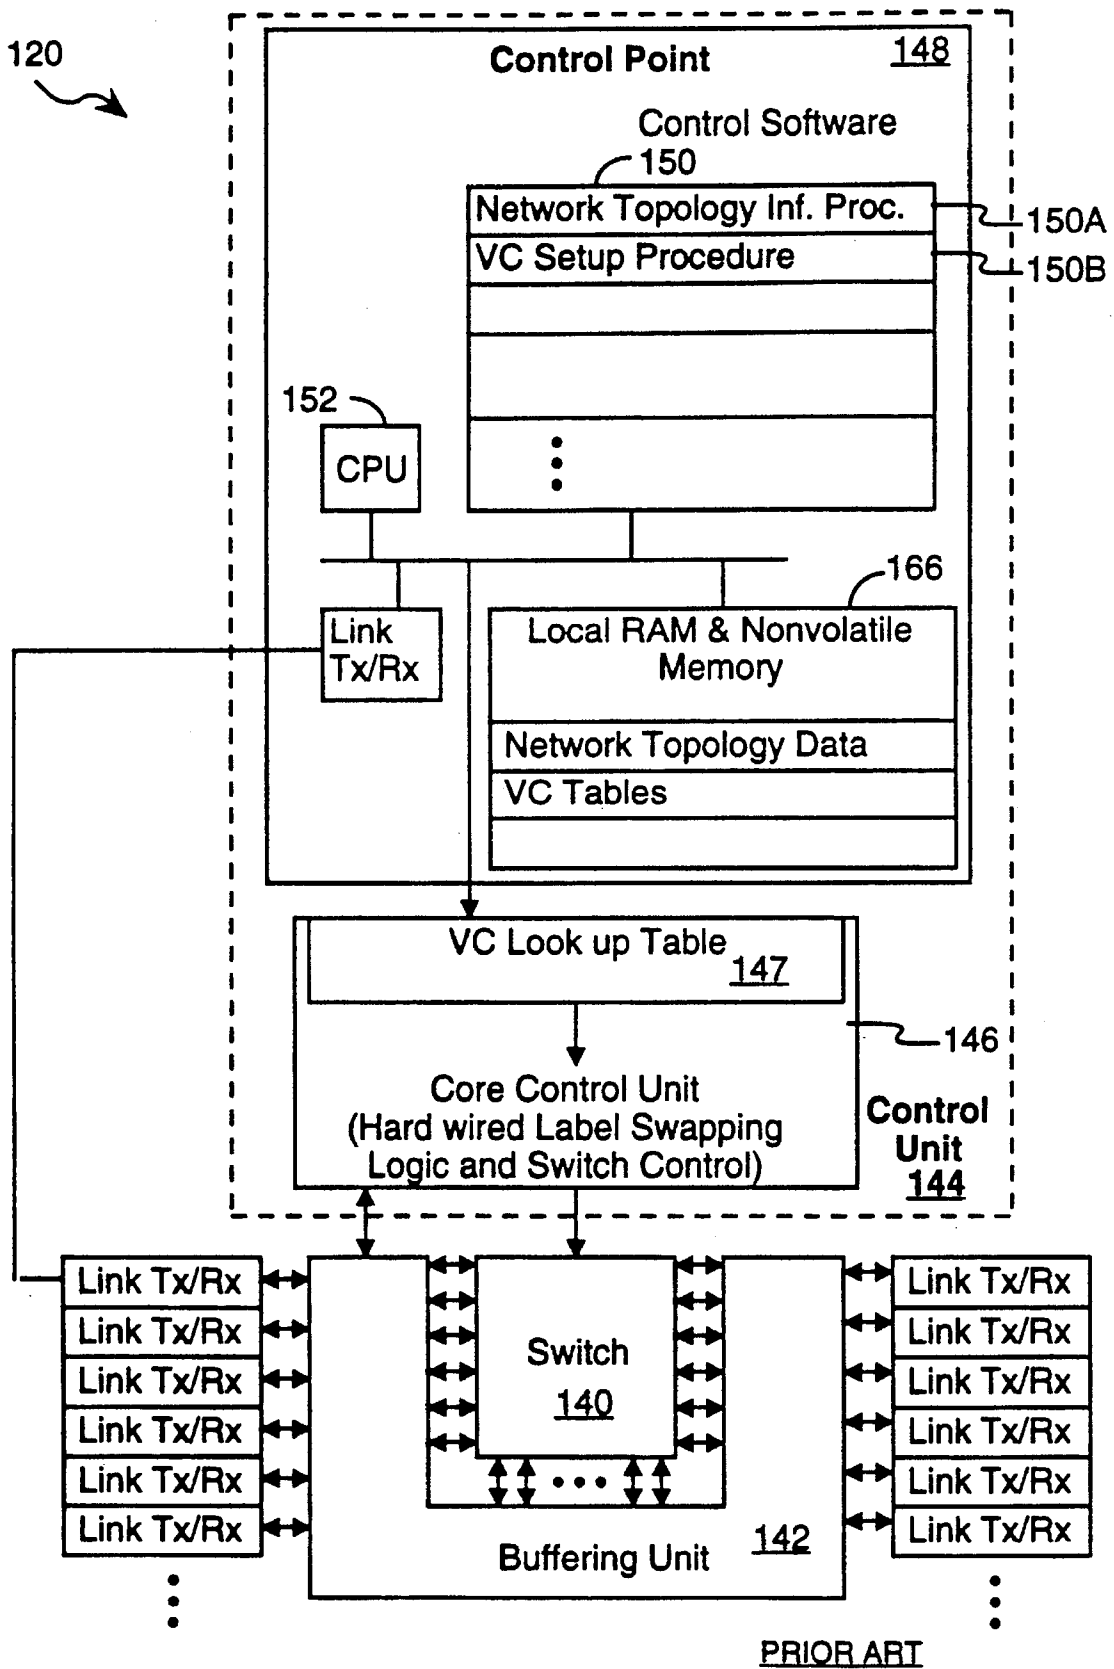 120
Control Point
148
Control Software
150
Network Topology Inf. Proc.
150A
VC Setup Procedure
150B
152
CPU
166
Link
Tx/Rx
Local RAM & Nonvolatile
Memory
Network Topology Data
VC Tables
VC Look up Table
147
146
Core Control Unit
(Hard wired Label Swapping
Logic and Switch Control)
Control
Unit
144
Link Tx/Rx
Link Tx/Rx
Link Tx/Rx
Link Tx/Rx
Link Tx/Rx
Link Tx/Rx
Switch
140
Buffering Unit
142
Link Tx/Rx
Link Tx/Rx
Link Tx/Rx
Link Tx/Rx
Link Tx/Rx
Link Tx/Rx
PRIOR ART